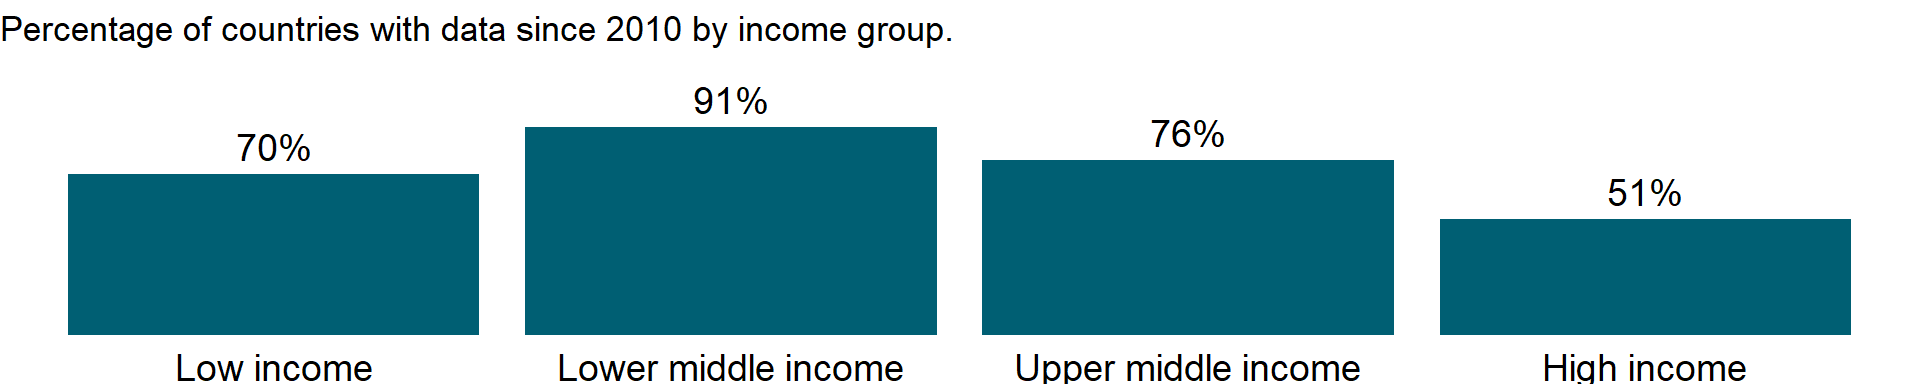 Percentage of countries with data since 2010 by income group.
91%
76%
70%
51%
Low income Lower middle income Upper middle income High income